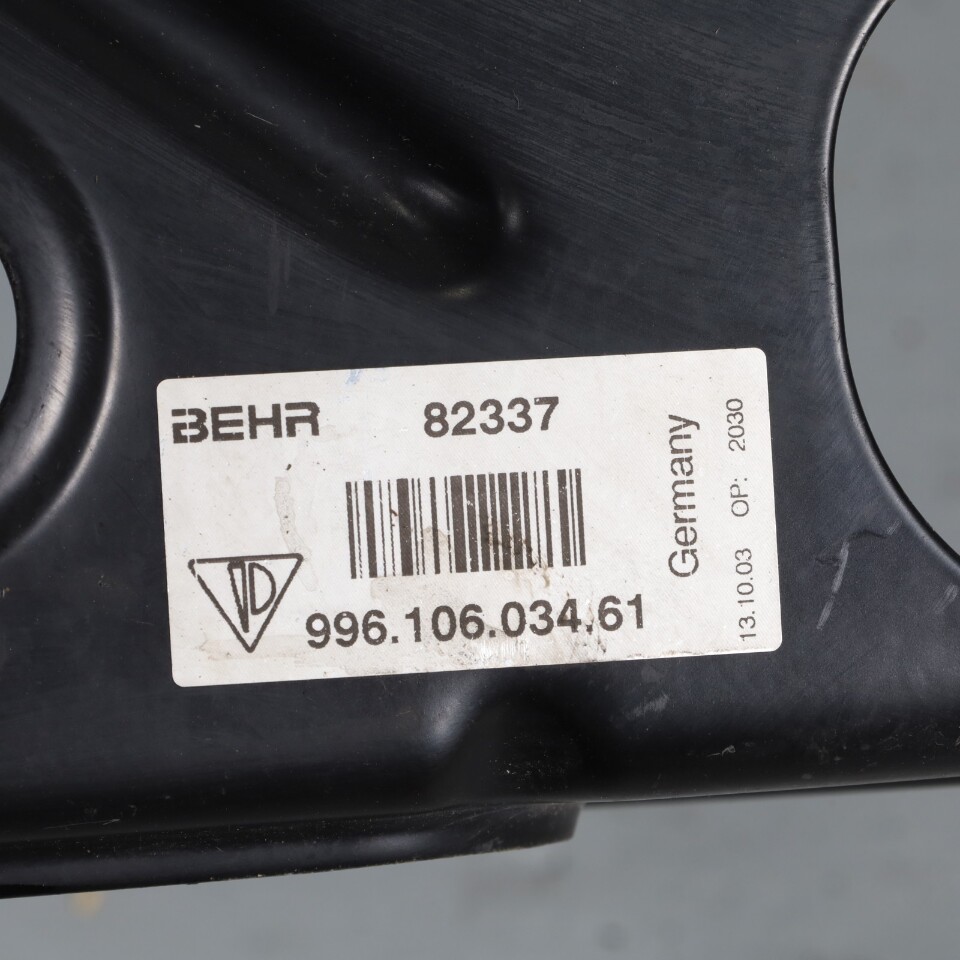 BEHR 82337
996.106.034.61
Germany
13.10.03 OP: 2030